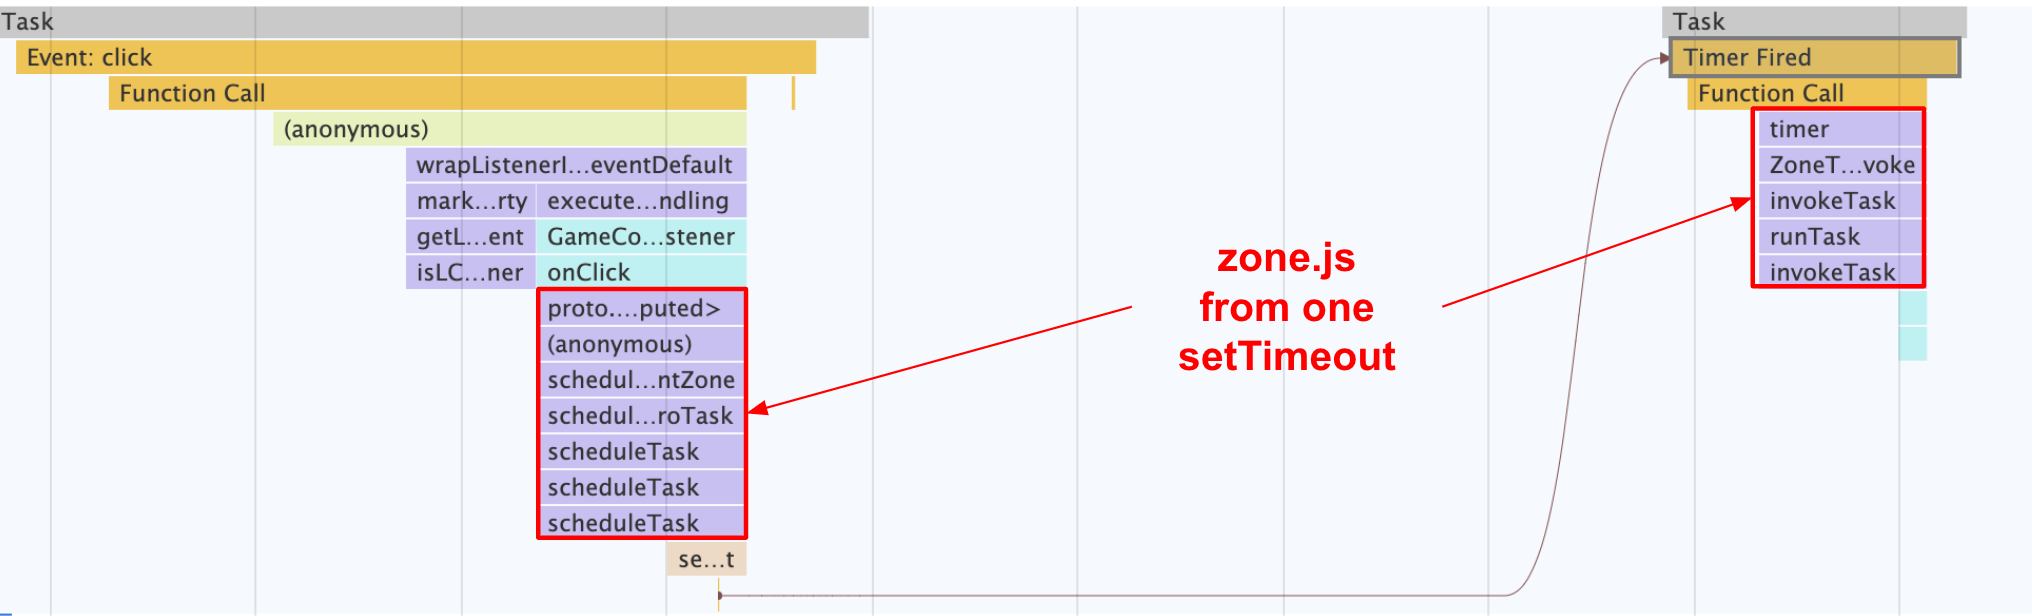 Task
Task
Event: click
Timer Fired
Function Call
Function Call
(anonymous)
timer
wrapListenerI...eventDefault
ZoneT...voke
mark...rty
execute...ndling
invokeTask
getL...ent
GameCo...stener
runTask
isLC...ner
onClick
invokeTask
zone.js
from one
setTimeout
proto....puted>
(anonymous)
schedul...ntZone
schedul...roTask
scheduleTask
scheduleTask
scheduleTask
se...t